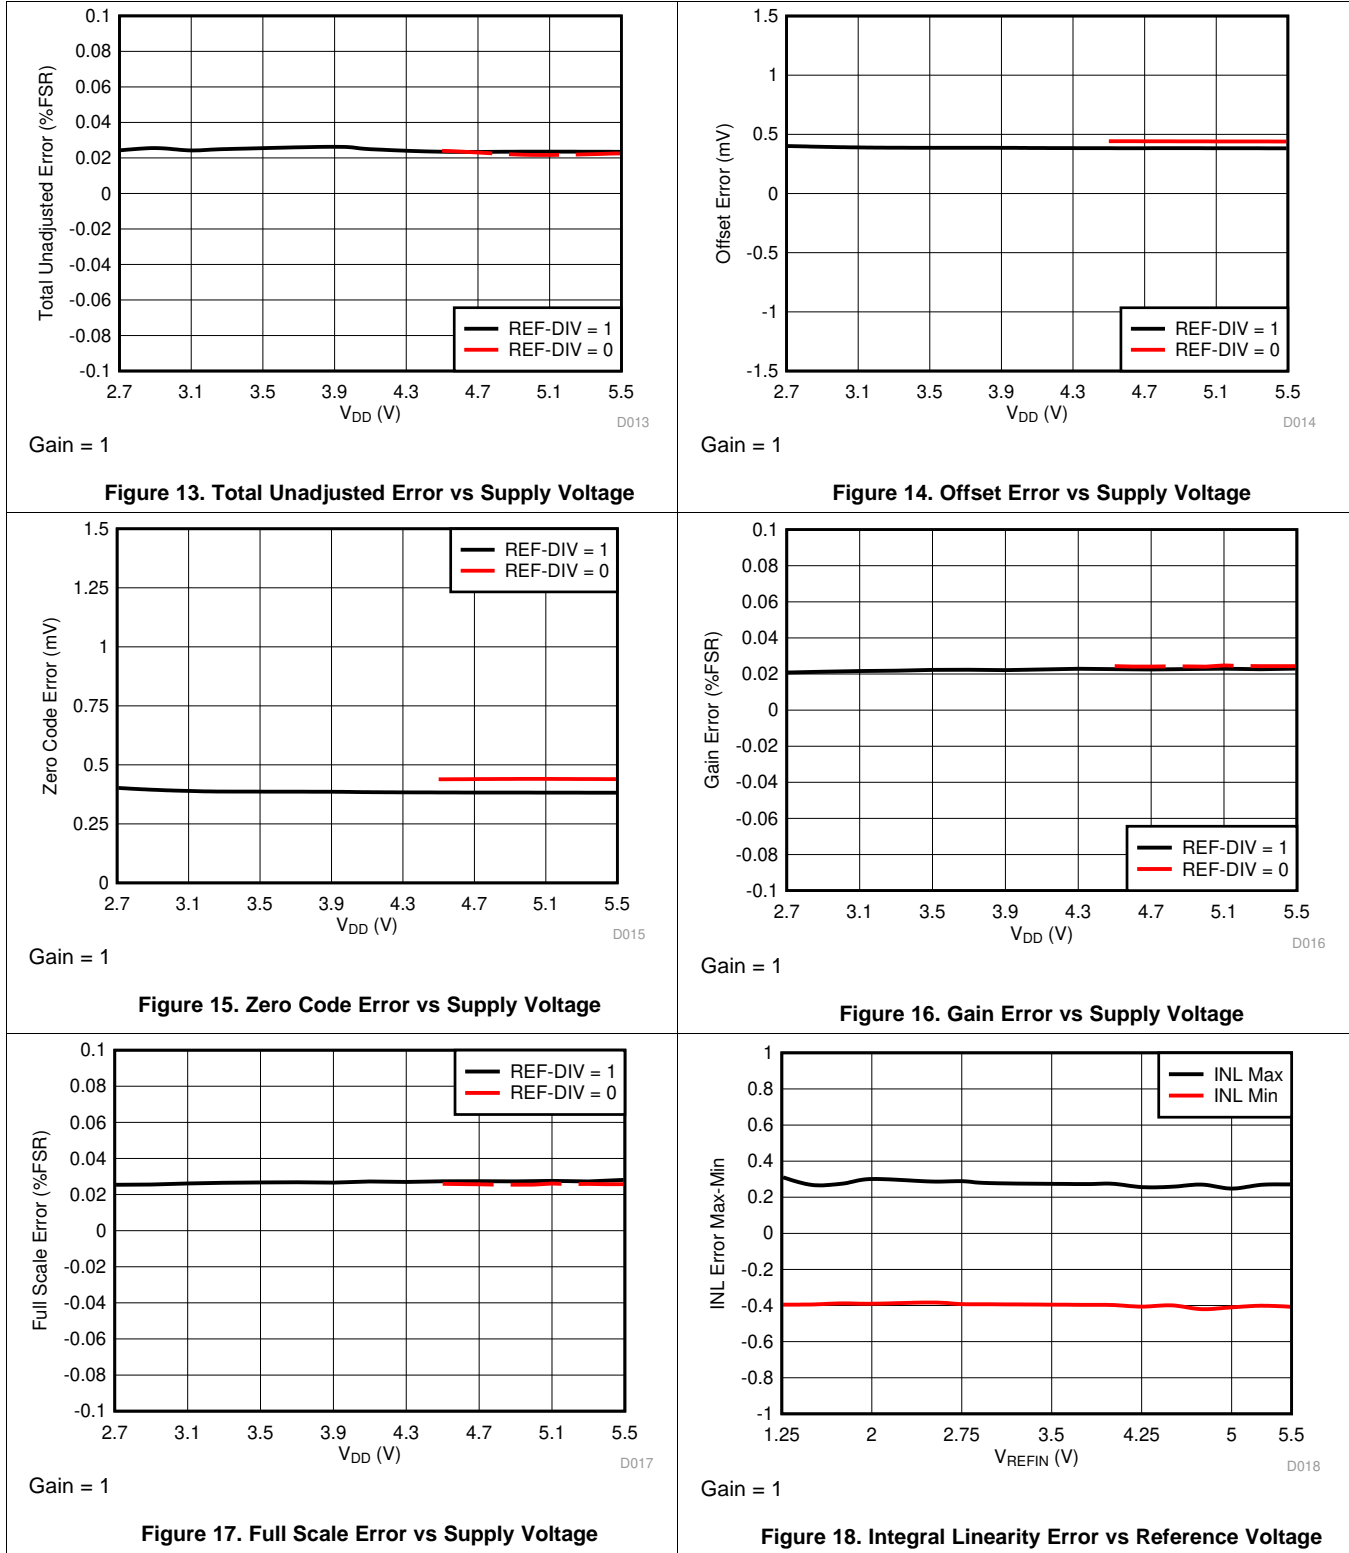 0.1
0.08
0.06
0.04
0.02
0
-0.02
-0.04
-0.06
-0.08
-0.1
Total Unadjusted Error (%FSR)
REF-DIV = 1
REF-DIV = 0
2.7 3.1 3.5 3.9 4.3 4.7 5.1 5.5
VDD (V)
D013
Gain = 1
Figure 13. Total Unadjusted Error vs Supply Voltage
1.5
1
0.5
0
-0.5
-1
-1.5
Offset Error (mV)
REF-DIV = 1
REF-DIV = 0
2.7 3.1 3.5 3.9 4.3 4.7 5.1 5.5
VDD (V)
D014
Gain = 1
Figure 14. Offset Error vs Supply Voltage
1.5
1.25
1
0.75
0.5
0.25
0
Zero Code Error (mV)
REF-DIV = 1
REF-DIV = 0
2.7 3.1 3.5 3.9 4.3 4.7 5.1 5.5
VDD (V)
D015
Gain = 1
Figure 15. Zero Code Error vs Supply Voltage
0.1
0.08
0.06
0.04
0.02
0
-0.02
-0.04
-0.06
-0.08
-0.1
Gain Error (%FSR)
REF-DIV = 1
REF-DIV = 0
2.7 3.1 3.5 3.9 4.3 4.7 5.1 5.5
VDD (V)
D016
Gain = 1
Figure 16. Gain Error vs Supply Voltage
0.1
0.08
0.06
0.04
0.02
0
-0.02
-0.04
-0.06
-0.08
-0.1
Full Scale Error (%FSR)
REF-DIV = 1
REF-DIV = 0
2.7 3.1 3.5 3.9 4.3 4.7 5.1 5.5
VDD (V)
D017
Gain = 1
Figure 17. Full Scale Error vs Supply Voltage
1
0.8
0.6
0.4
0.2
0
-0.2
-0.4
-0.6
-0.8
-1
INL Error Max-Min
INL Max
INL Min
1.25 2 2.75 3.5 4.25 5 5.5
VREFIN (V)
D018
Gain = 1
Figure 18. Integral Linearity Error vs Reference Voltage